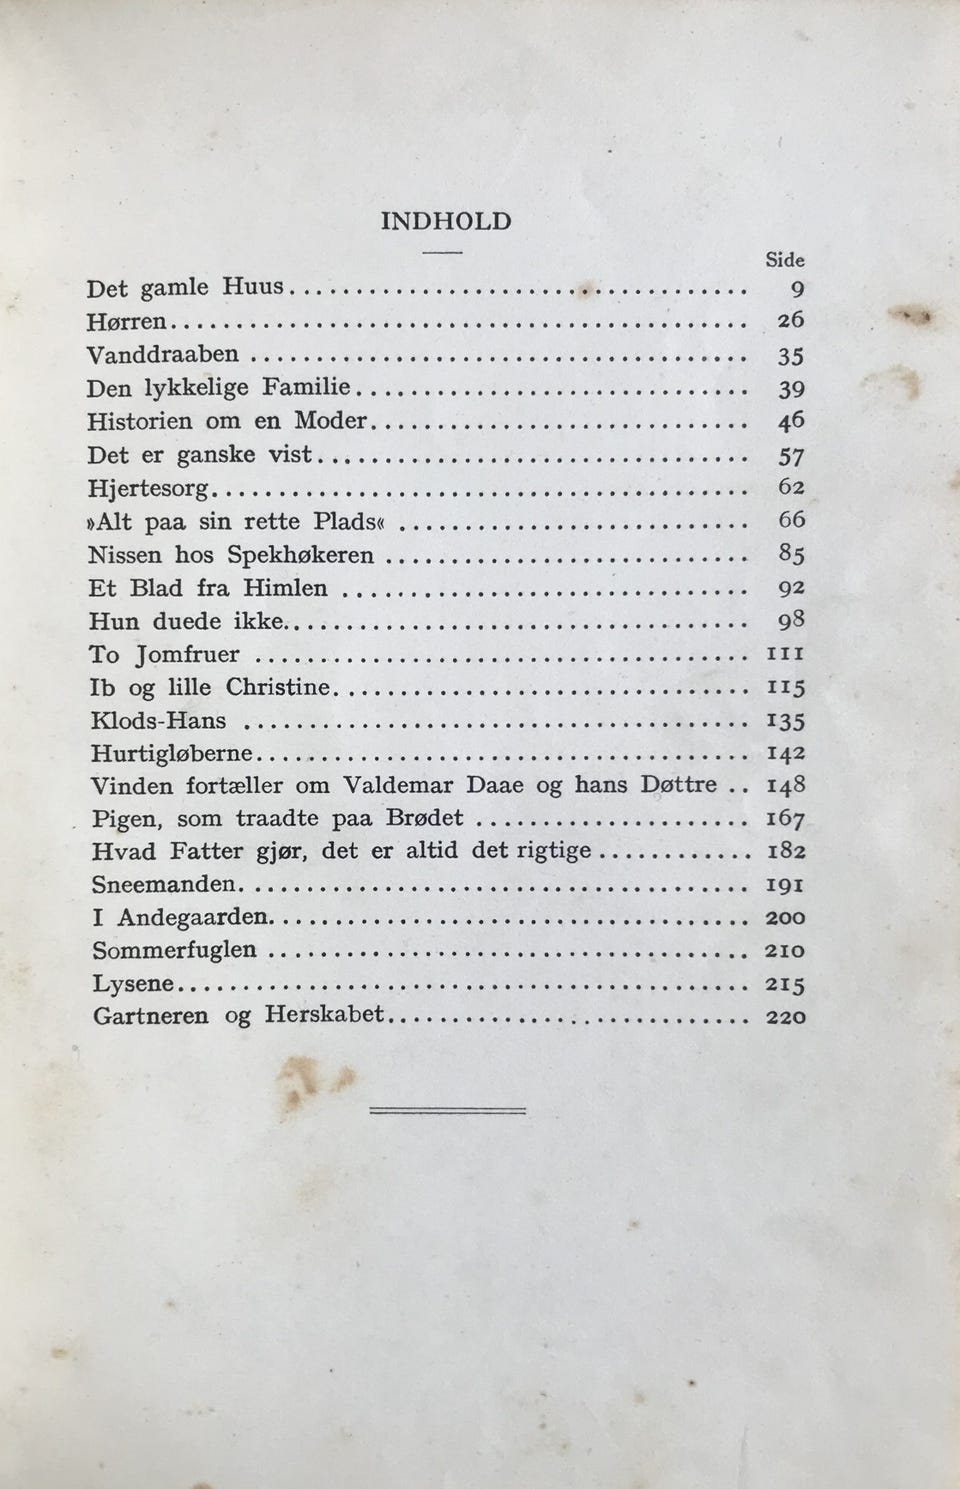 INDHOLD
Side
Det gamle Huus........................................ 9
Hørren............................................ 26
Vanddraaben ...................................... 35
Den lykkelige Familie.............................. 39
Historien om en Moder............................. 46
Det er ganske vist................................. 57
Hjertesorg......................................... 62
»Alt paa sin rette Plads« ........................... 66
Nissen hos Spekhøkeren ............................ 85
Et Blad fra Himlen ............................... 92
Hun duede ikke.................................... 98
To Jomfruer ...................................... 111
Ib og lille Christine................................ 115
Klods-Hans ....................................... 135
Hurtigløberne...................................... 142
Vinden fortæller om Valdemar Daae og hans Døttre .. 148
Pigen, som traadte paa Brødet ..................... 167
Hvad Fatter gjør, det er altid det rigtige ............ 182
Sneemanden....................................... 191
I Andegaarden..................................... 200
Sommerfuglen ..................................... 210
Lysene............................................ 215
Gartneren og Herskabet............................ 220